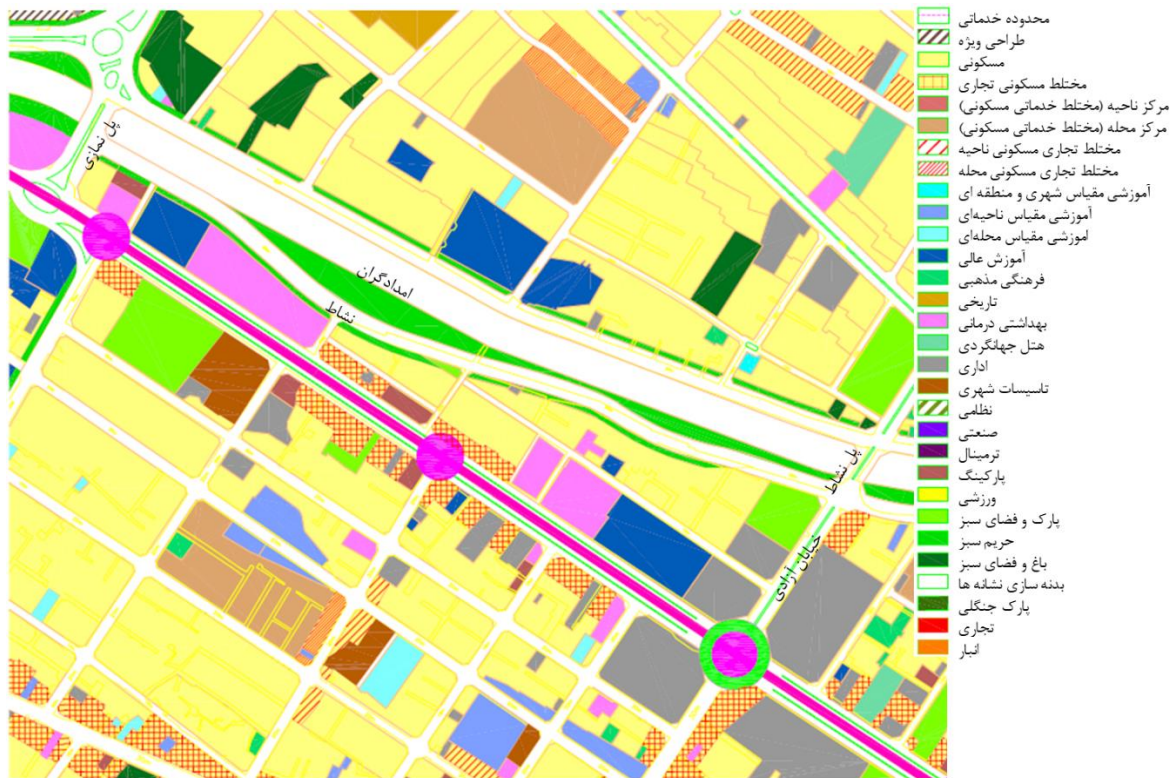 محدوده خدماتی
طراحی ویژه
مسکونی
مختلط مسکونی تجاری
مرکز ناحیه (مختلط خدماتی مسکونی)
مرکز محله (مختلط خدماتی مسکونی)
مختلط تجاری مسکونی ناحیه
مختلط تجاری مسکونی محله
آموزشی مقیاس شهری و منطقه ای
آموزشی مقیاس ناحیه‌ای
اموزشی مقیاس محله‌ای
آموزش عالی
فرهنگی مذهبی
تاریخی
بهداشتی درمانی
هتل جهانگردی
اداری
تاسیسات شهری
نظامی
صنعتی
ترمینال
پارکینگ
ورزشی
پارک و فضای سبز
حریم سبز
باغ و فضای سبز
بدنه سازی نشانه ها
پارک جنگلی
تجاری
انبار
پل نمازی
امدادگران
نشاط
پل نشاط
خیابان آزادی